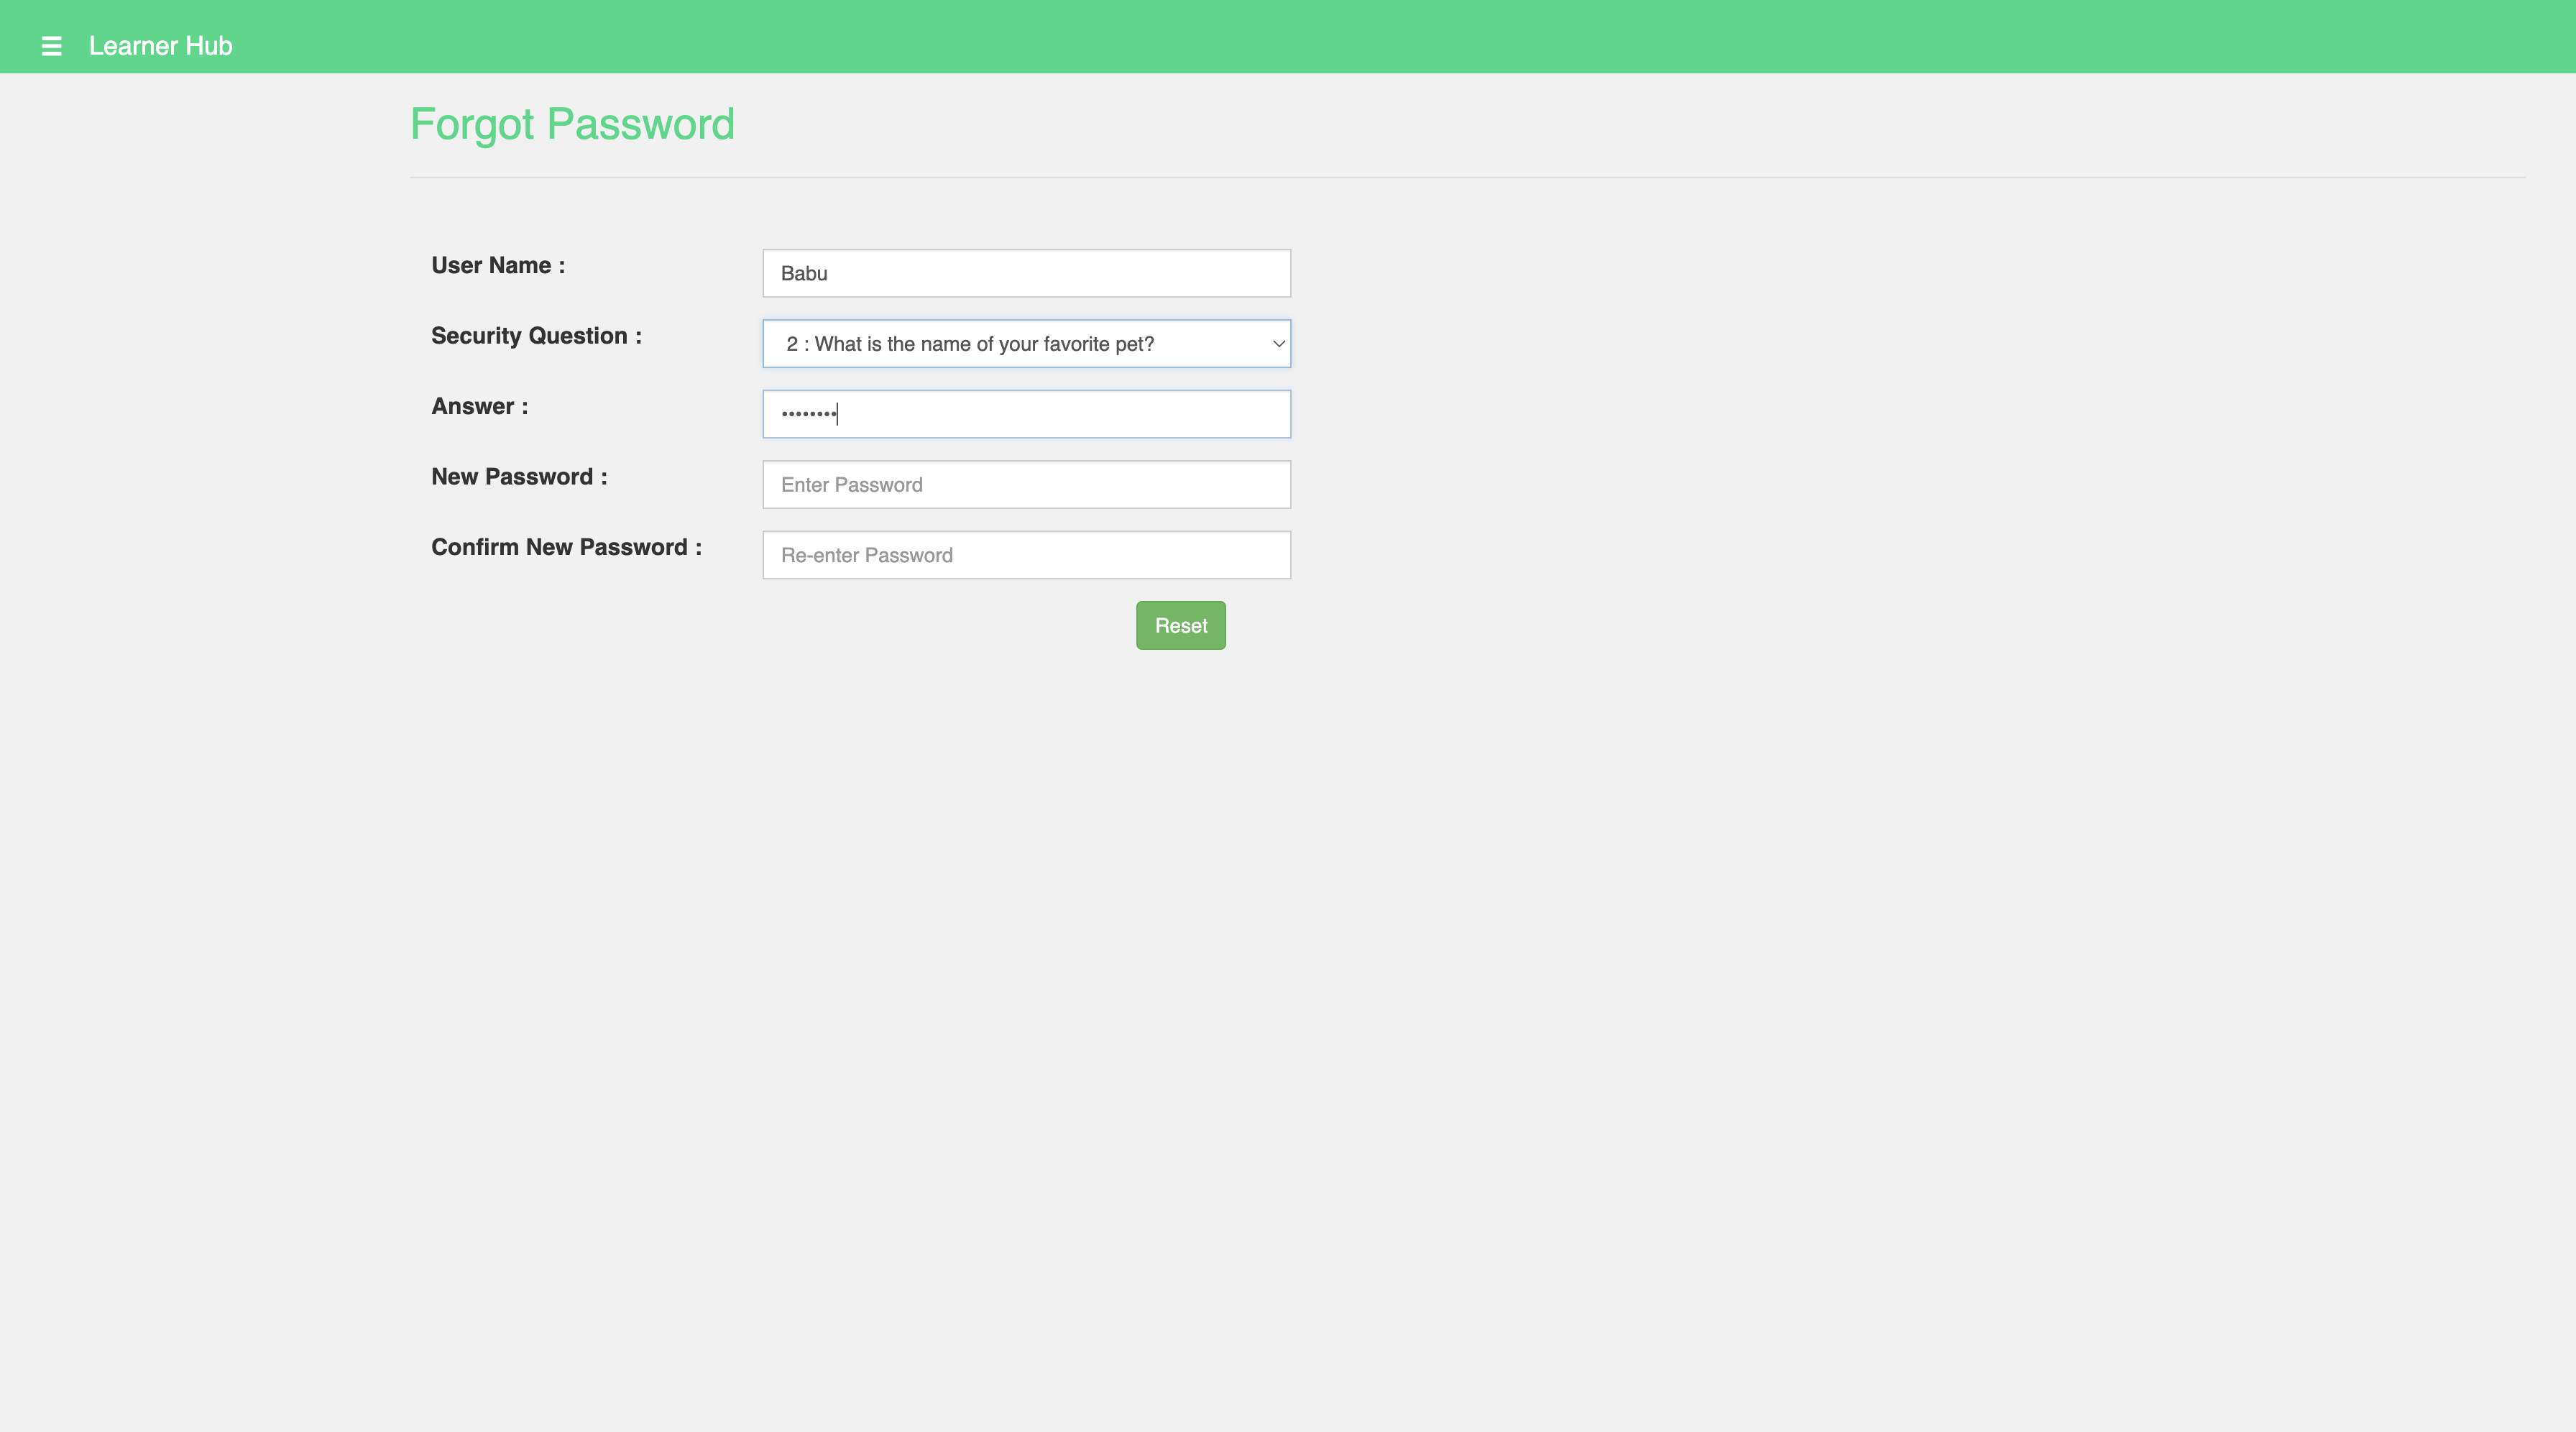 Learner Hub
Forgot Password
User Name : Babu
Security Question : 2 : What is the name of your favorite pet?
Answer : ••••••••
New Password : Enter Password
Confirm New Password : Re-enter Password
Reset